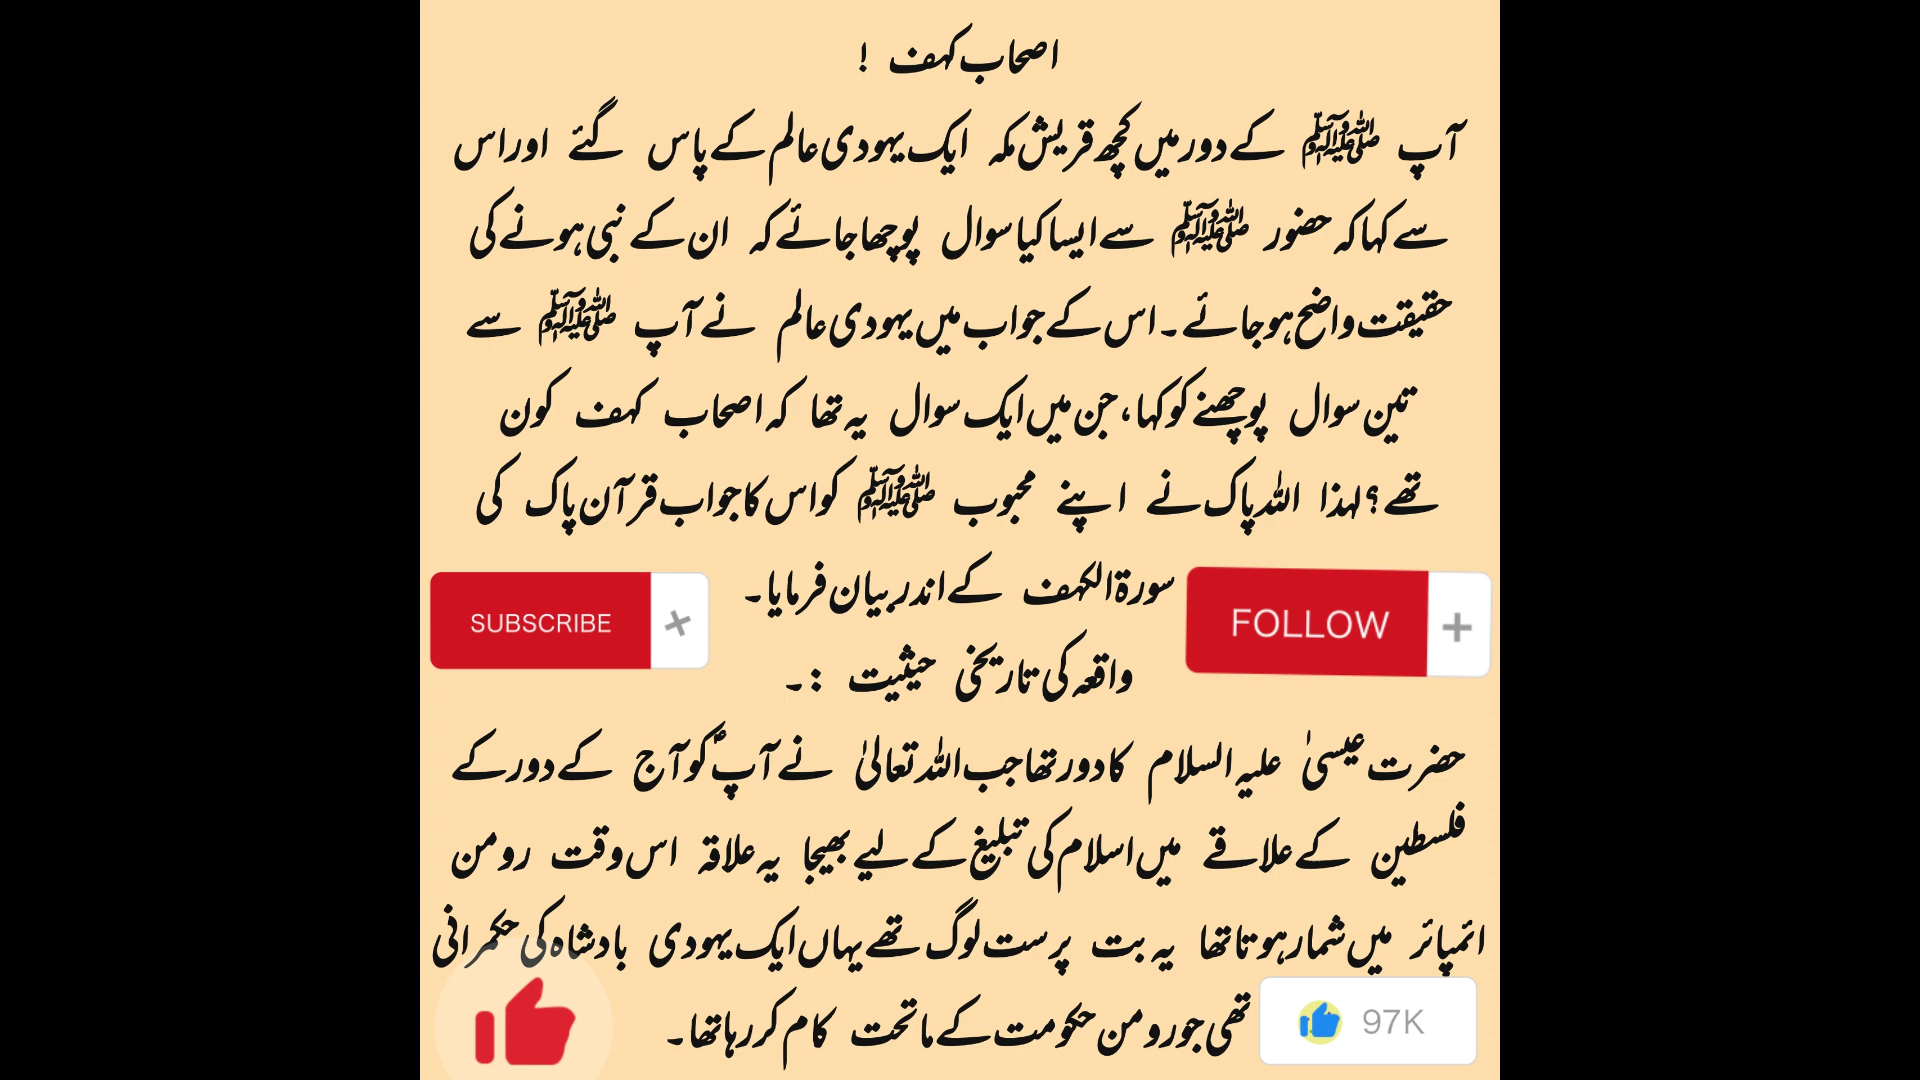 اصحاب کہف !
آپ ﷺ کے دور میں کچھ قریش مکہ ایک یہودی عالم کے پاس گئے اور اس
سے کہا کہ حضور ﷺ سے ایسا کیا سوال پوچھا جائے کہ ان کے نبی ہونے کی
حقیقت واضح ہو جائے۔ اس کے جواب میں یہودی عالم نے آپ ﷺ سے
تین سوال پوچھنے کو کہا، جن میں ایک سوال یہ تھا کہ اصحاب کہف کون
تھے؟ لہذا اللہ پاک نے اپنے محبوب ﷺ کو اس کا جواب قرآن پاک کی
سورۃ الکہف کے اندر بیان فرمایا۔
SUBSCRIBE +
FOLLOW +
واقعہ کی تاریخی حیثیت :۔
حضرت عیسیٰ علیہ السلام کا دور تھا جب اللہ تعالیٰ نے آپؑ کو آج کے دور کے
فلسطین کے علاقے میں اسلام کی تبلیغ کے لیے بھیجا یہ علاقہ اس وقت رومن
ائمپائر میں شمار ہوتا تھا یہ بت پرست لوگ تھے یہاں ایک یہودی بادشاہ کی حکمرانی
تھی جو رومن حکومت کے ماتحت کام کر رہا تھا۔
97K